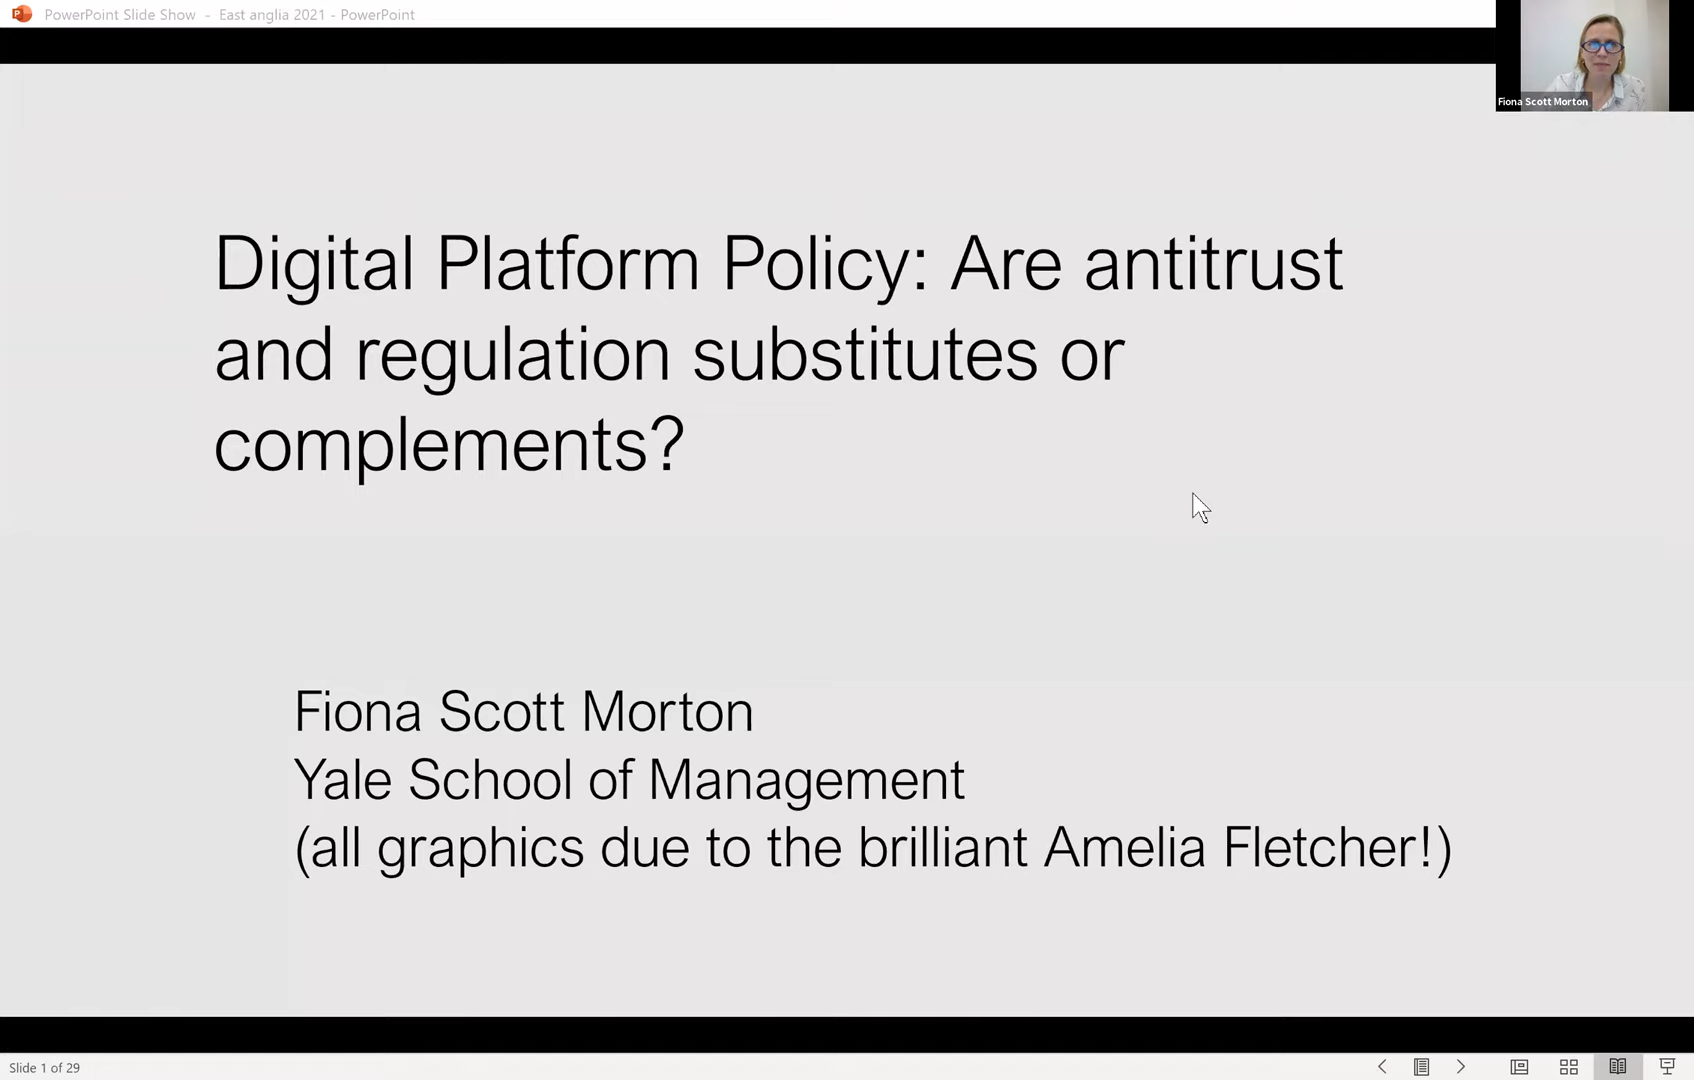 PowerPoint Slide Show - East anglia 2021 - PowerPoint
Fiona Scott Morton
Digital Platform Policy: Are antitrust
and regulation substitutes or
complements?
Fiona Scott Morton
Yale School of Management
(all graphics due to the brilliant Amelia Fletcher!)
Slide 1 of 29